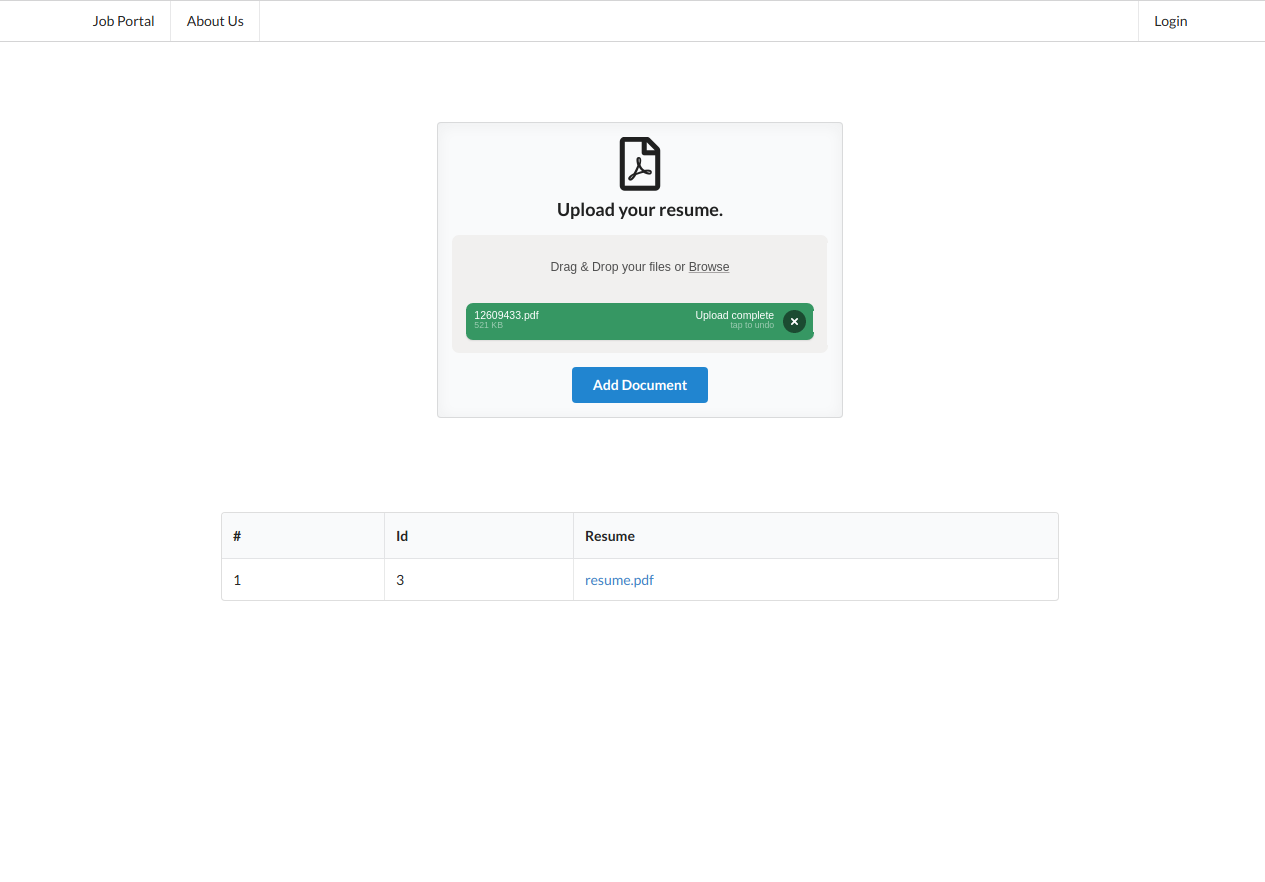 Job Portal About Us Login
Upload your resume.
Drag & Drop your files or Browse
12609433.pdf Upload complete
521 KB tap to undo
Add Document
# Id Resume
1 3 resume.pdf